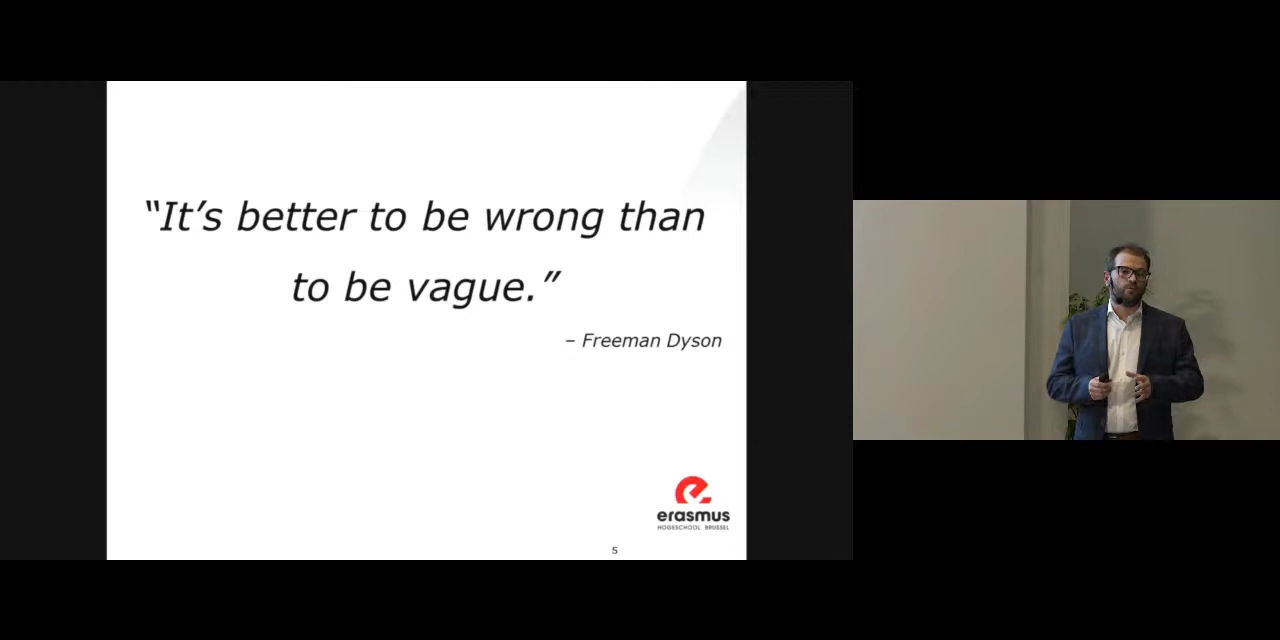 “It’s better to be wrong than
to be vague.”
– Freeman Dyson
erasmus
HOGESCHOOL BRUSSEL
5